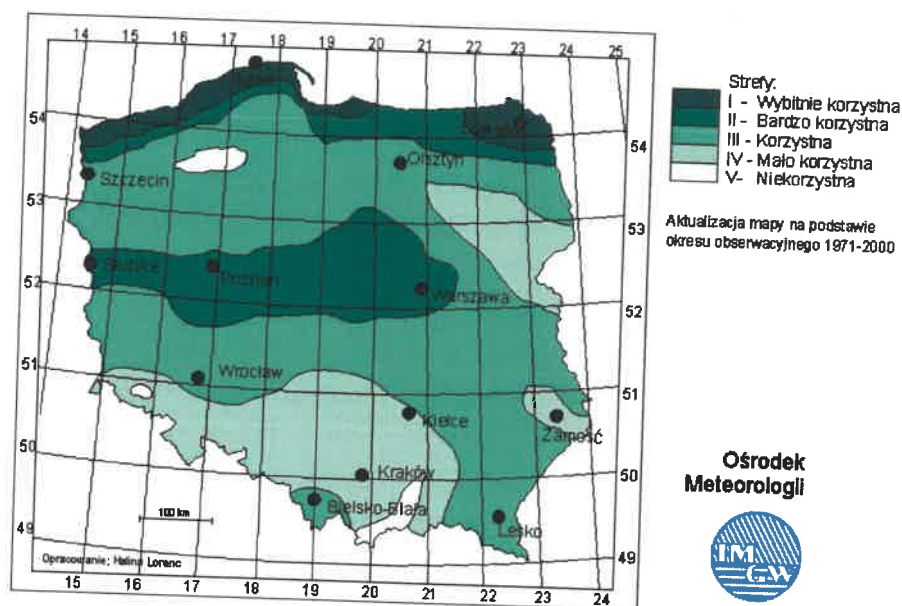 14 15 16 17 18 19 20 21 22 23 24 25
54
53
52
51
50
49
54
53
52
51
50
49
Olsztyn
Szczecin
Słubice
Poznań
Warszawa
Wrocław
Kielce
Zamość
Kraków
Bielsko-Biała
Lesko
100 km
Opracowanie; Halina Lorenc
15 16 17 18 19 20 21 22 23 24
Strefy:
I - Wybitnie korzystna
II - Bardzo korzystna
III - Korzystna
IV - Mało korzystna
V- Niekorzystna
Aktualizacja mapy na podstawie
okresu obserwacyjnego 1971-2000
Ośrodek
Meteorologii
IM
GW